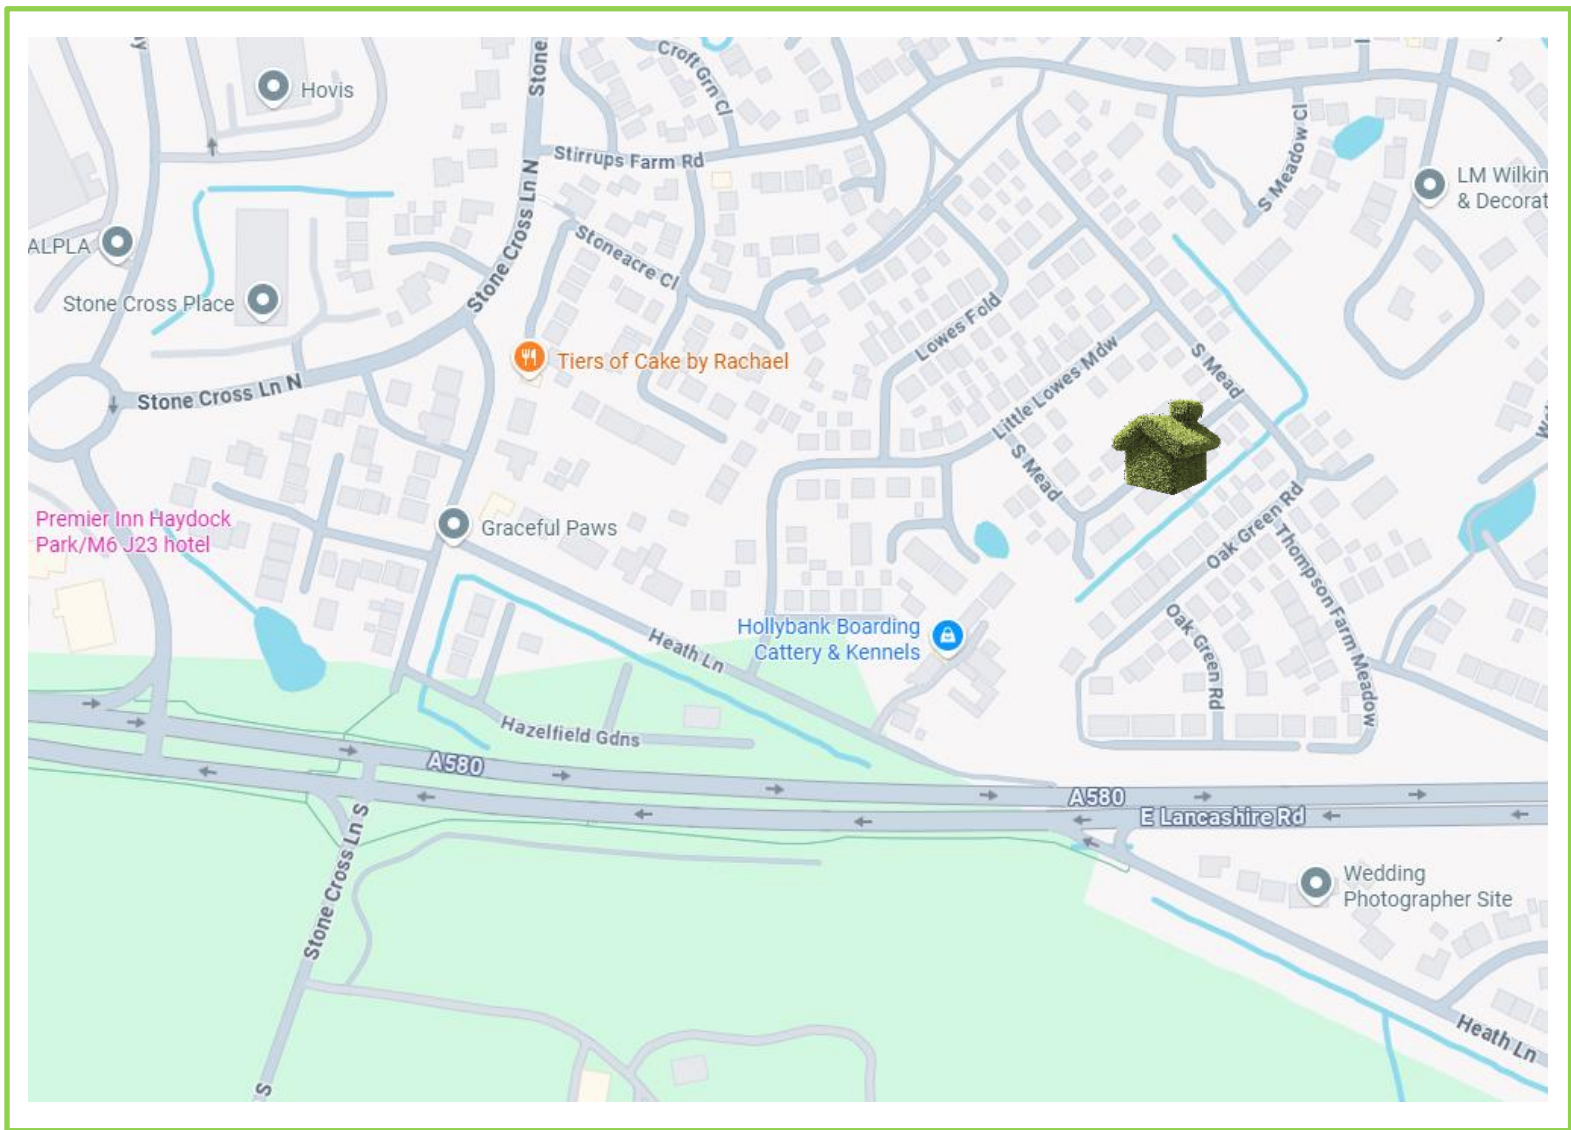 Hovis
Stone
Croft Grn Cl
Stirrups Farm Rd
S Meadow Cl
LM Wilkin
& Decorat
ALPLA
Stone Cross Ln N
Stoneacre Cl
Stone Cross Place
Lowes Fold
Tiers of Cake by Rachael
Little Lowes Mdw
S Mead
Stone Cross Ln N
S Mead
Premier Inn Haydock
Park/M6 J23 hotel
Graceful Paws
Oak Green Rd
Thompson Farm Meadow
Hollybank Boarding
Cattery & Kennels
Heath Ln
Oak Green Rd
Hazelfield Gdns
A580
A580
E Lancashire Rd
Stone Cross Ln S
Wedding
Photographer Site
Heath Ln
S